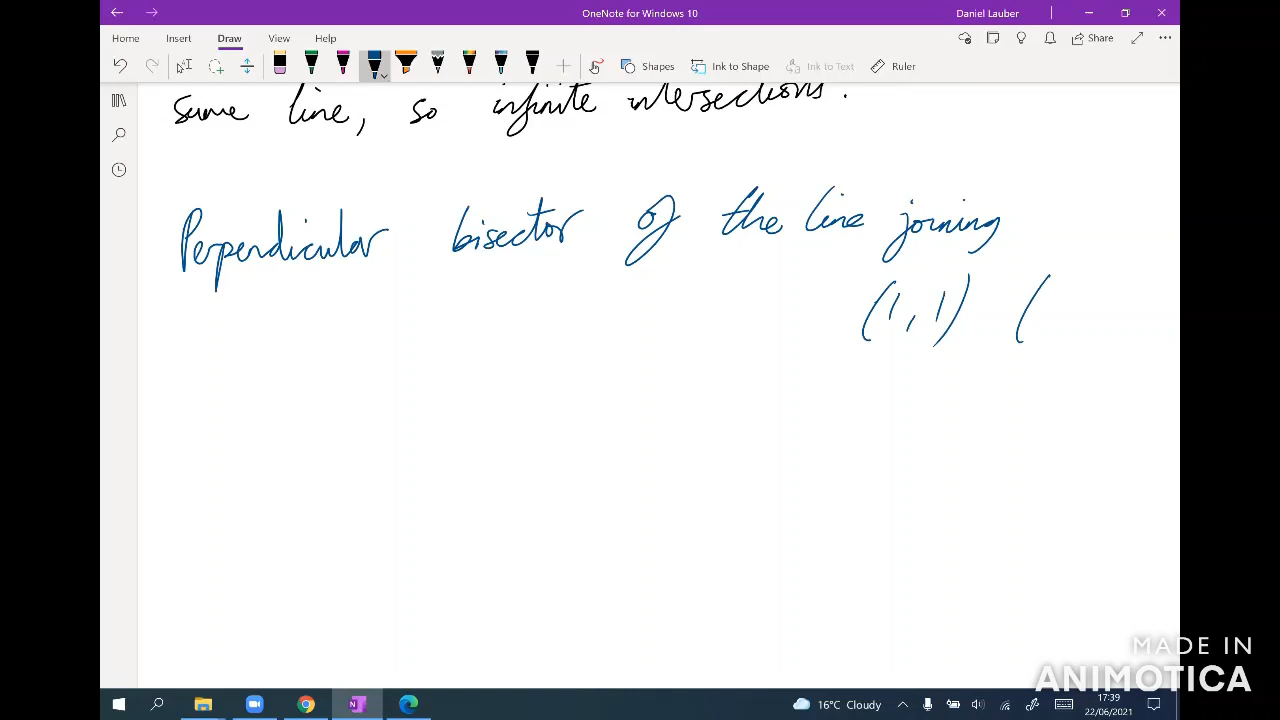 OneNote for Windows 10
Daniel Lauber
Home Insert Draw View Help
Share
Shapes Ink to Shape Ink to Text Ruler
same line, so infinite intersections.
Perpendicular bisector of the line joining
(1,1) (
MADE IN
ANIMOTICA
16°C Cloudy
17:39
22/06/2021